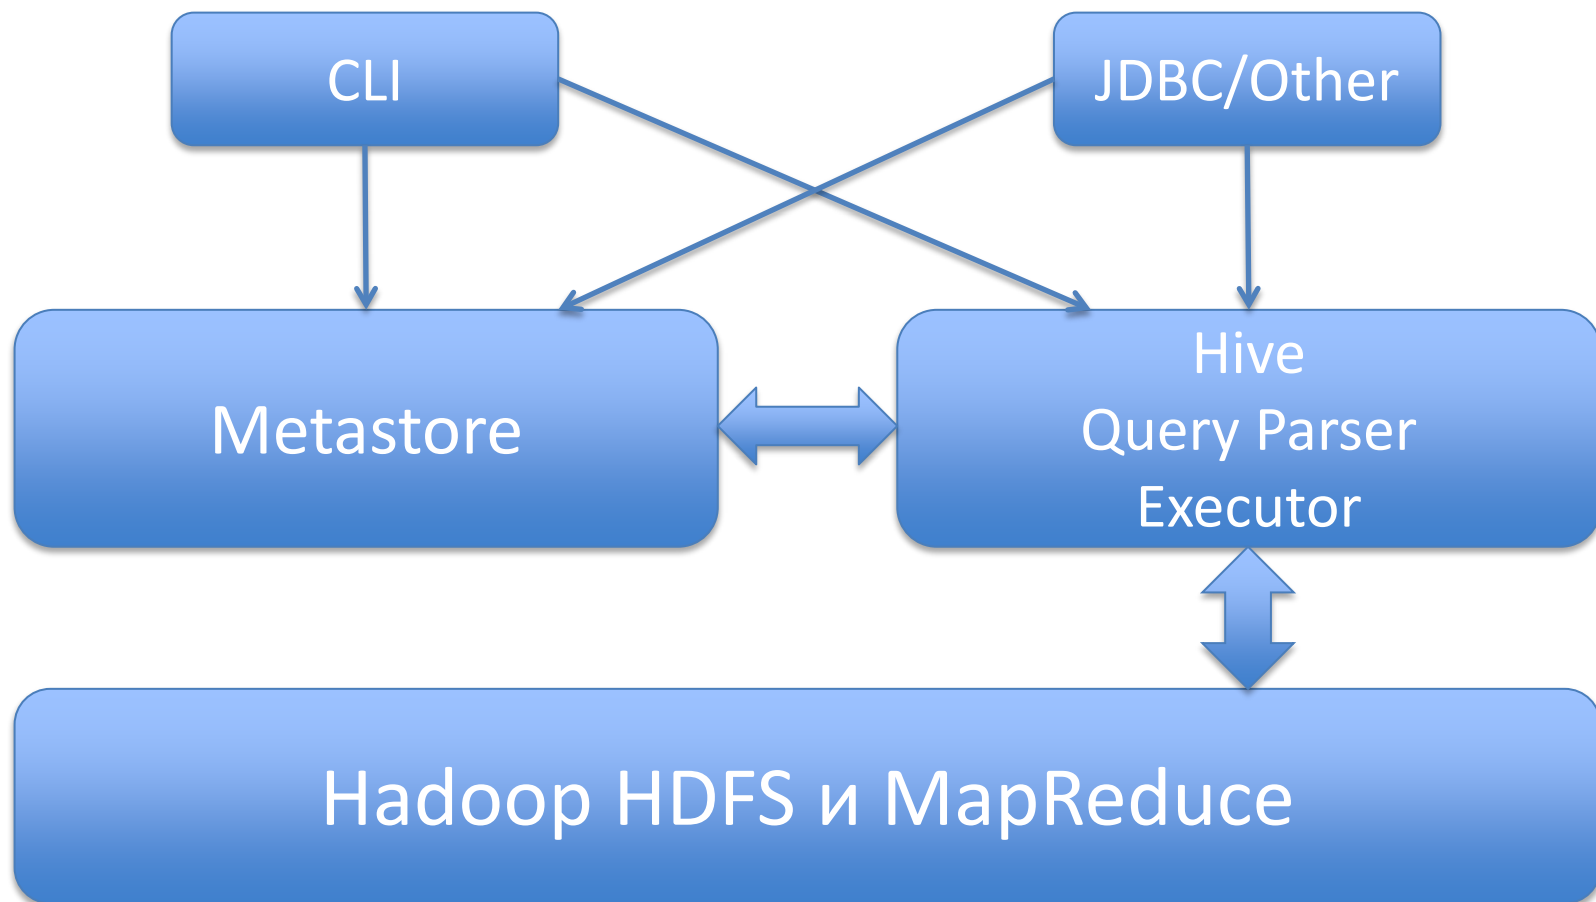 CLI
JDBC/Other
Metastore
Hive
Query Parser
Executor
Hadoop HDFS и MapReduce